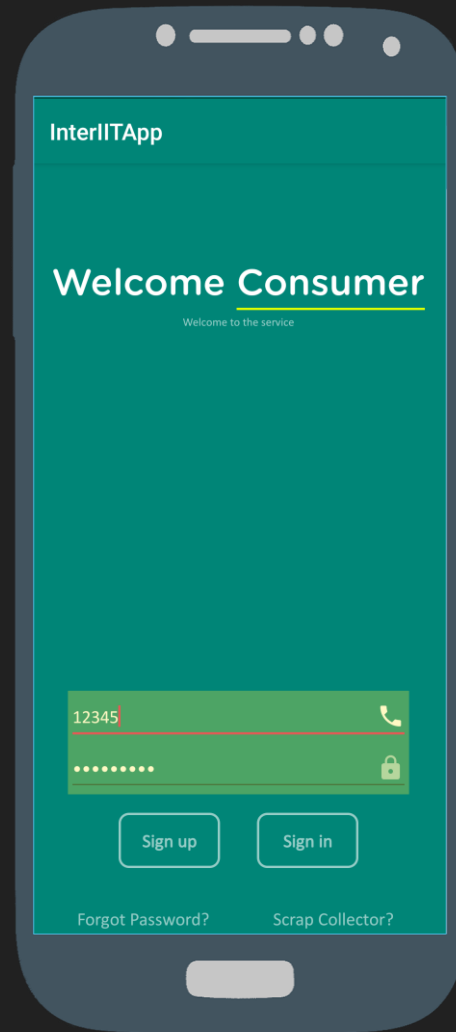 InterIITApp
Welcome Consumer
Welcome to the service
12345
•••••••••
Sign up Sign in
Forgot Password? Scrap Collector?